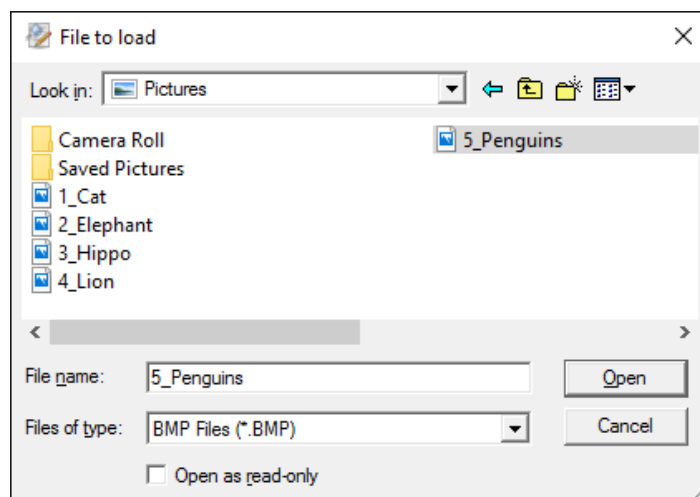 File to load
Look in: Pictures
Camera Roll
Saved Pictures
1_Cat
2_Elephant
3_Hippo
4_Lion
5_Penguins
File name: 5_Penguins Open
Files of type: BMP Files (*.BMP) Cancel
Open as read-only